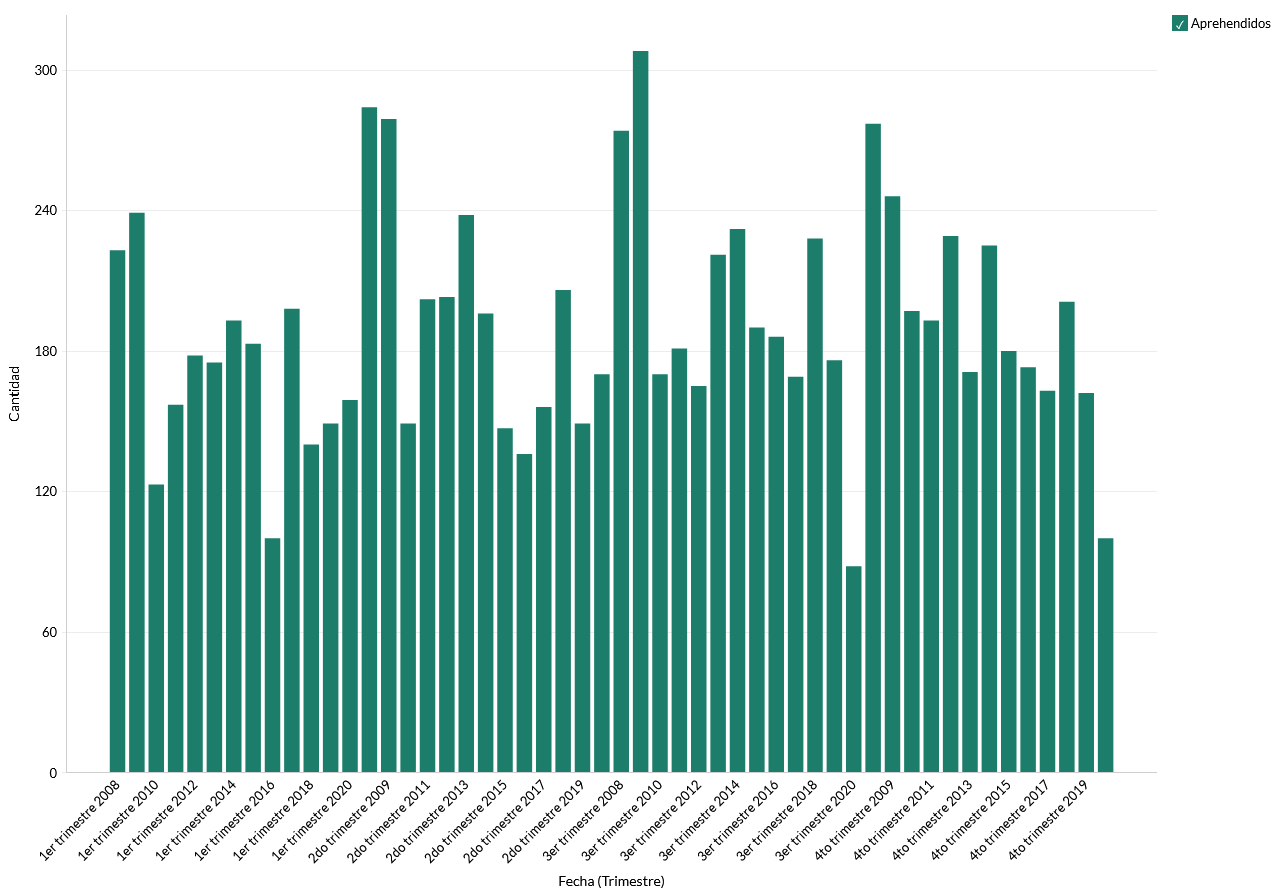 Aprehendidos
300
240
180
120
60
0
Cantidad
1er trimestre 2008
1er trimestre 2010
1er trimestre 2012
1er trimestre 2014
1er trimestre 2016
1er trimestre 2018
1er trimestre 2020
2do trimestre 2009
2do trimestre 2011
2do trimestre 2013
2do trimestre 2015
2do trimestre 2017
2do trimestre 2019
3er trimestre 2008
3er trimestre 2010
3er trimestre 2012
3er trimestre 2014
3er trimestre 2016
3er trimestre 2018
3er trimestre 2020
4to trimestre 2009
4to trimestre 2011
4to trimestre 2013
4to trimestre 2015
4to trimestre 2017
4to trimestre 2019
Fecha (Trimestre)